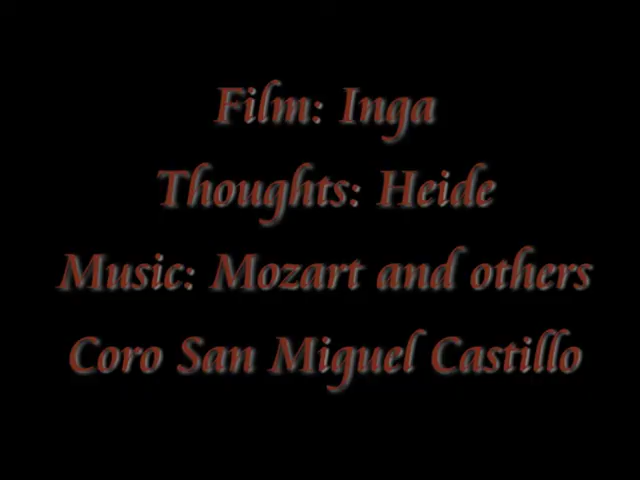 Film: Inga
Thoughts: Heide
Music: Mozart and others
Coro San Miguel Castillo